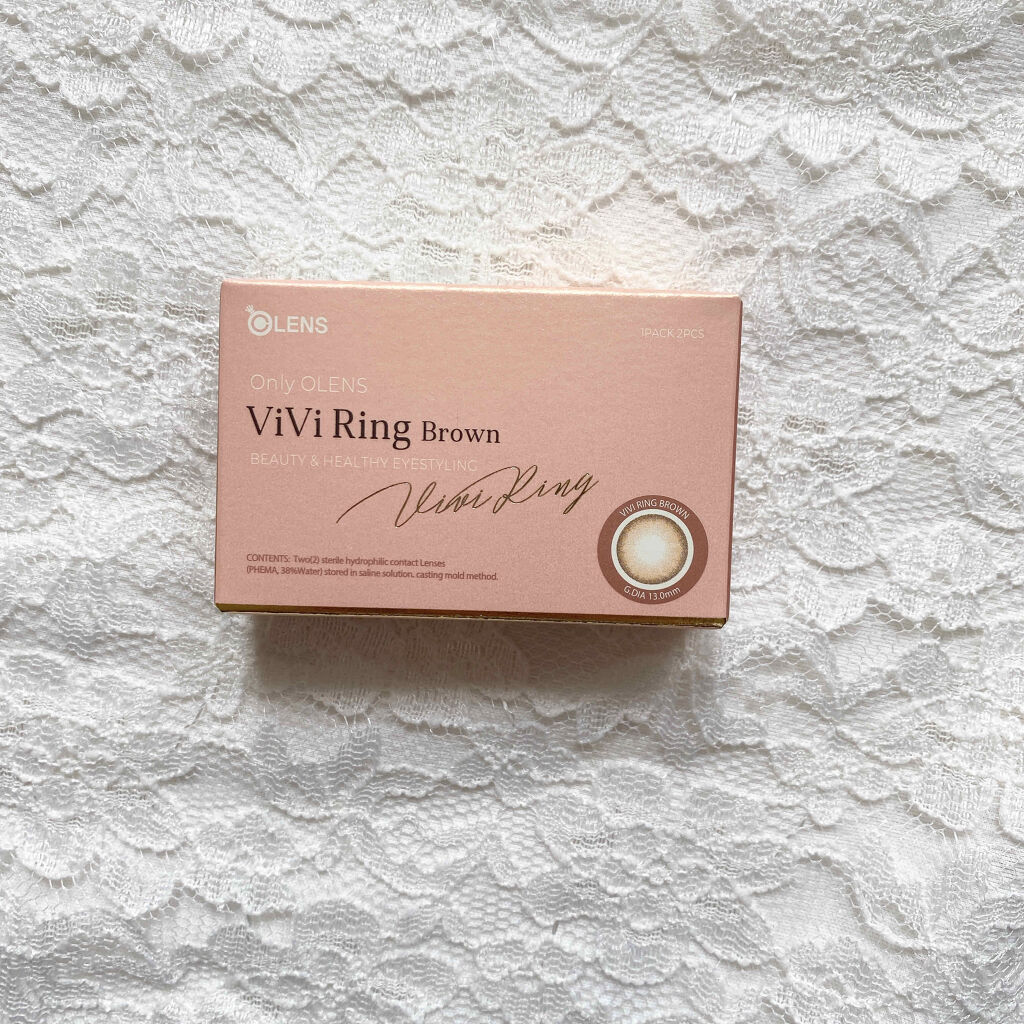 OLENS
1PACK 2PCS
Only OLENS
ViVi Ring Brown
BEAUTY & HEALTHY EYESTYLING
Vivi Ring
CONTENTS: Two(2) sterile hydrophilic contact Lenses
(PHEMA, 38%Water) stored in saline solution. casting mold method.
VIVI RING BROWN
G.DIA 13.0mm